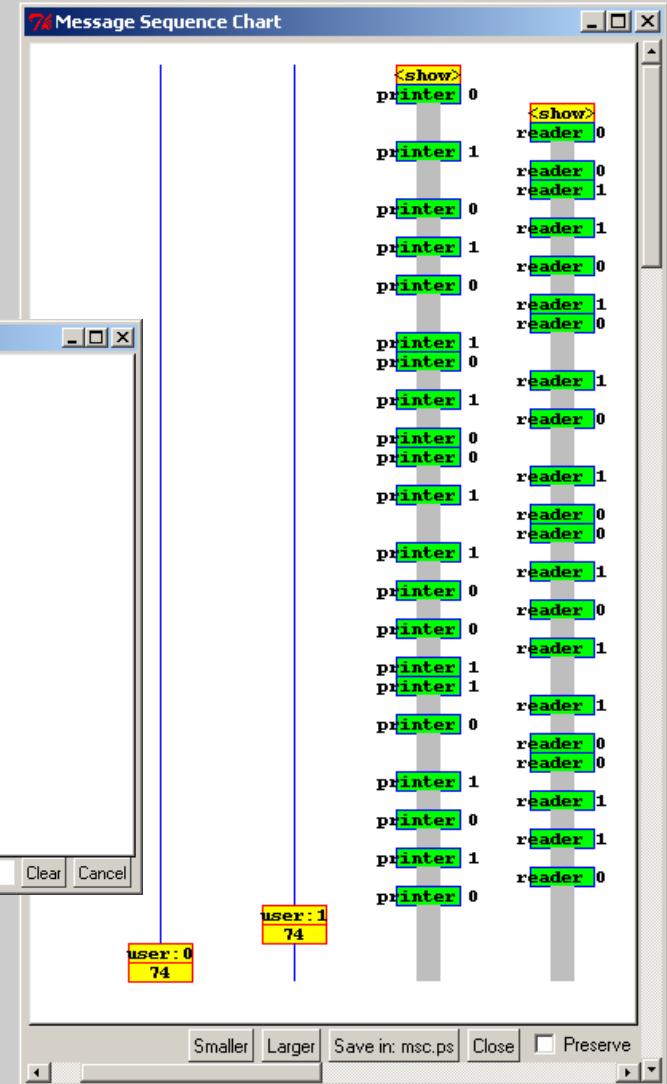 Message Sequence Chart
<show>
printer 0
<show>
reader 0
printer 1
reader 0
reader 1
printer 0
reader 1
printer 1
reader 0
printer 0
reader 1
reader 0
printer 1
printer 0
reader 1
printer 1
reader 0
printer 0
printer 0
reader 1
printer 1
reader 0
reader 0
printer 1
reader 1
printer 0
reader 0
printer 0
reader 1
printer 1
printer 1
reader 1
printer 0
reader 0
reader 0
printer 1
reader 1
printer 0
reader 1
printer 1
Clear Cancel
reader 0
printer 0
user:1
74
user:0
74
Smaller Larger Save in: msc.ps Close Preserve